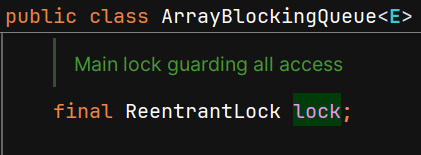 public class ArrayBlockingQueue<E>
Main lock guarding all access
final ReentrantLock lock;